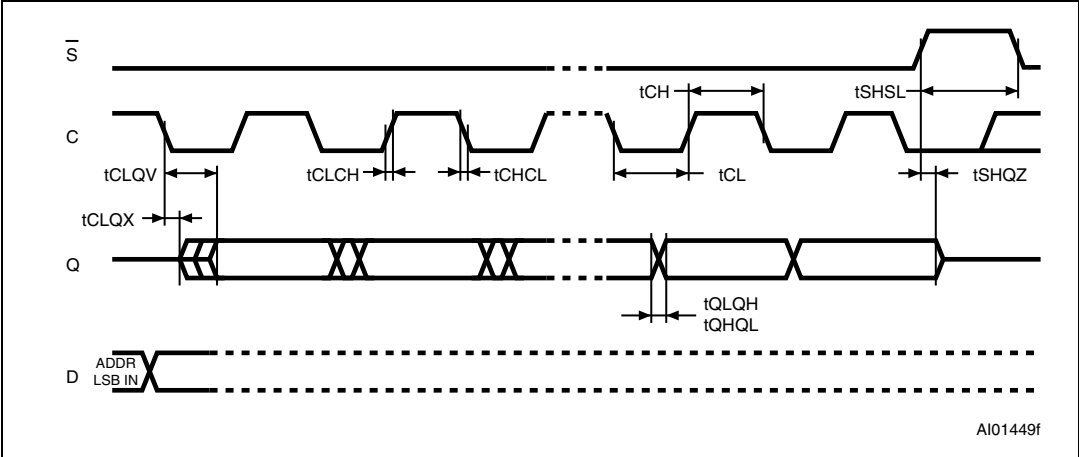 S
tCH
tSHSL
C
tCLQV
tCLCH
tCHCL
tCL
tSHQZ
tCLQX
Q
tQLQH
tQHQL
ADDR
D
LSB IN
AI01449f